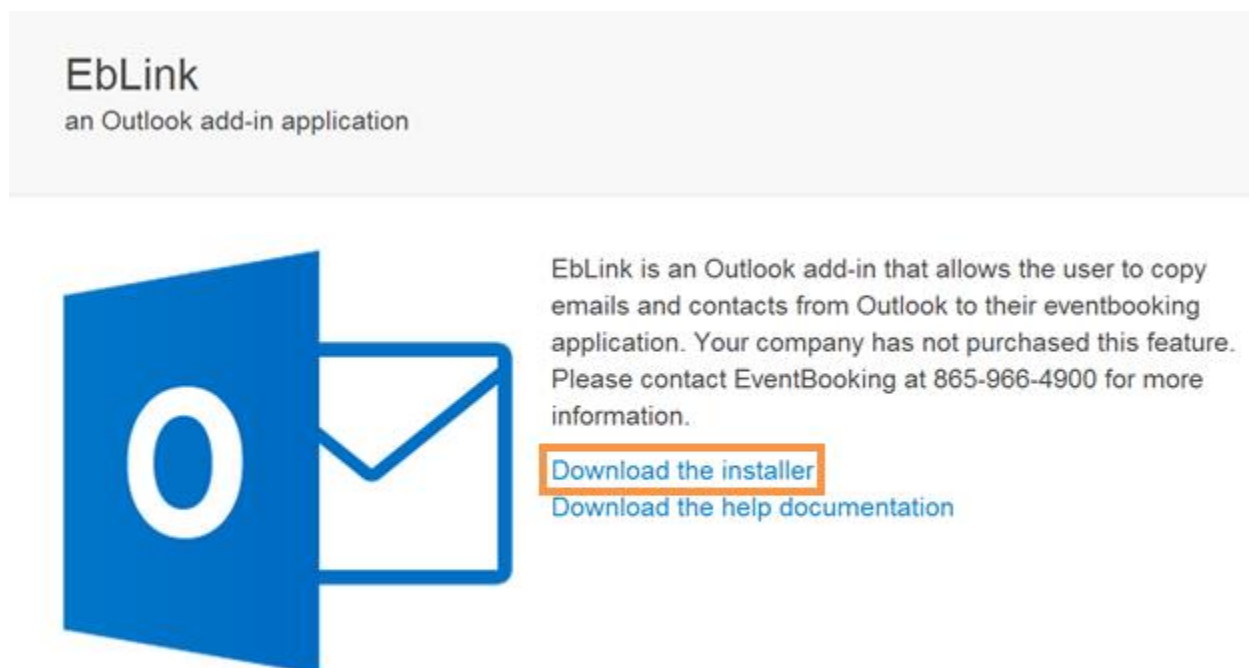 EbLink
an Outlook add-in application
EbLink is an Outlook add-in that allows the user to copy
emails and contacts from Outlook to their eventbooking
application. Your company has not purchased this feature.
Please contact EventBooking at 865-966-4900 for more
information.
Download the installer
Download the help documentation
O